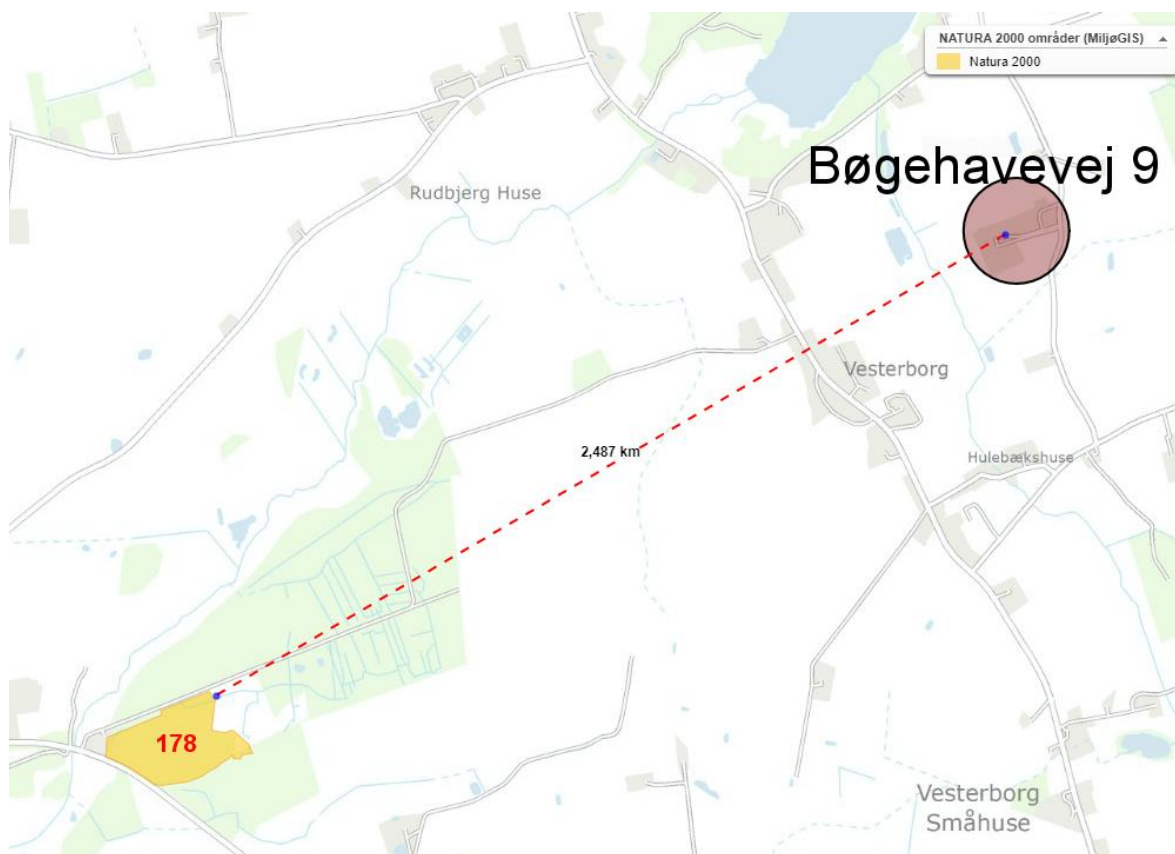 NATURA 2000 områder (MiljøGIS)
Natura 2000
Bøgehavevej 9
Rudbjerg Huse
Vesterborg
2,487 km
Hulebækshuse
178
Vesterborg
Småhuse